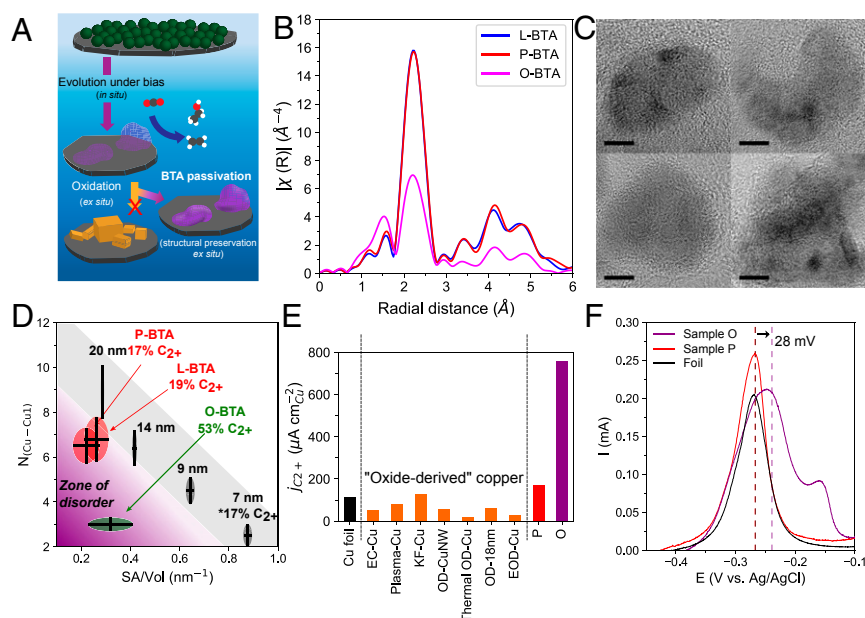 A
Evolution under bias
(in situ)
Oxidation
(ex situ)
BTA passivation
(structural preservation
ex situ)
B
|χ (R)| (Å⁻⁴)
18
16
14
12
10
8
6
4
2
0
L-BTA
P-BTA
O-BTA
0 1 2 3 4 5 6
Radial distance (Å)
C
D
N(Cu−Cu1)
12
10
8
6
4
2
P-BTA
17% C2+
20 nm
L-BTA
19% C2+
O-BTA
53% C2+
14 nm
9 nm
7 nm
*17% C2+
Zone of
disorder
0.2 0.4 0.6 0.8 1.0
SA/Vol (nm⁻¹)
E
jC2+ (μA cm⁻²Cu)
800
600
400
200
0
"Oxide-derived" copper
Cu foil
EC-Cu
Plasma-Cu
KF-Cu
OD-CuNW
Thermal OD-Cu
OD-18nm
EOD-Cu
P
O
F
I (mA)
0.30
0.25
0.20
0.15
0.10
0.05
0.00
Sample O
Sample P
Foil
28 mV
−0.4 −0.3 −0.2 −0.1
E (V vs. Ag/AgCl)